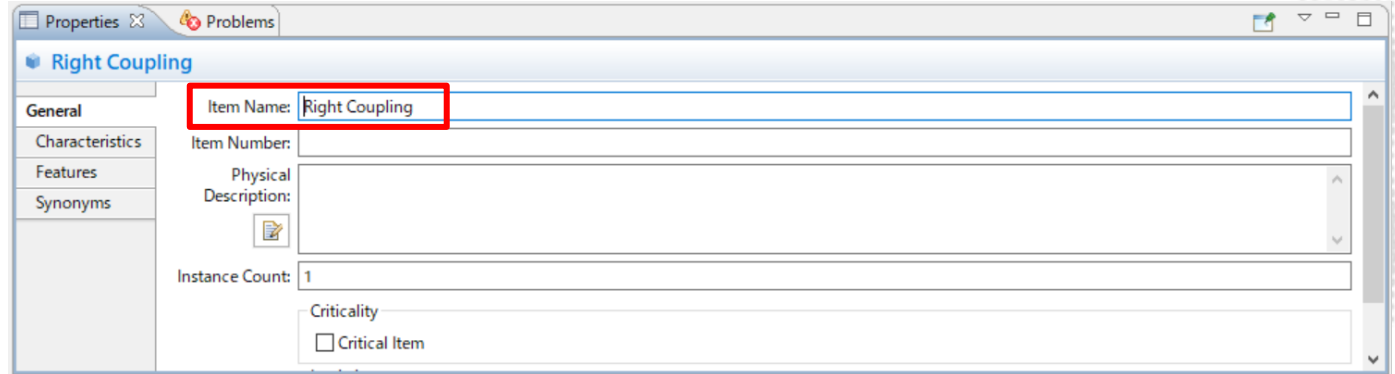 Properties Problems
Right Coupling
General
Characteristics
Features
Synonyms
Item Name: Right Coupling
Item Number:
Physical
Description:
Instance Count: 1
Criticality
Critical Item